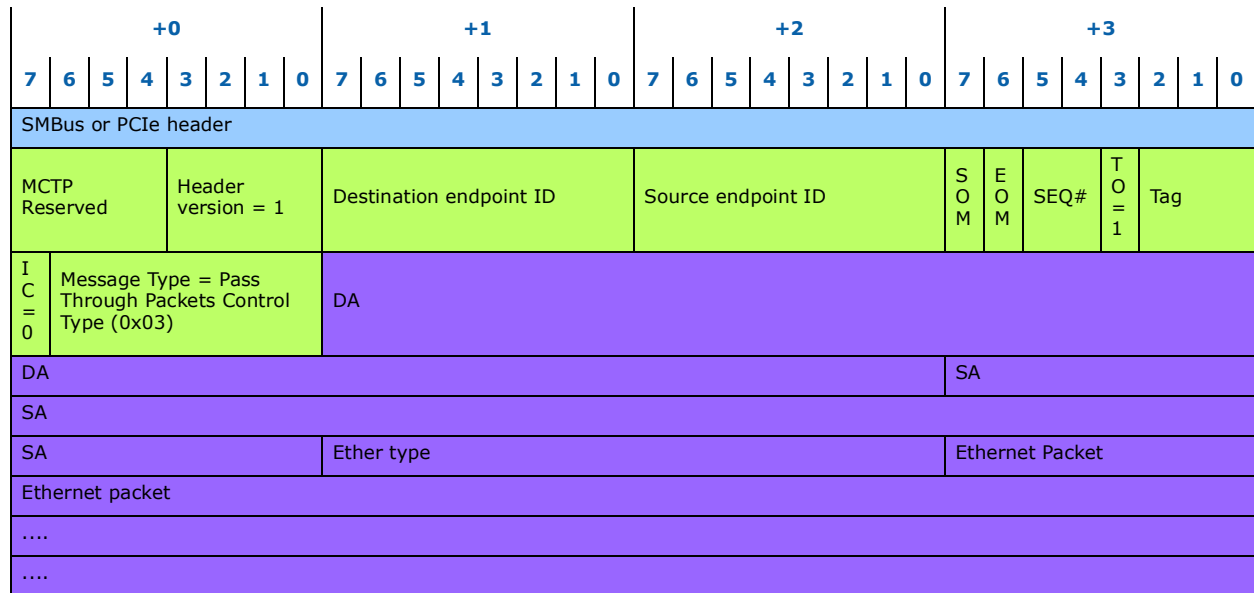 +0 +1 +2 +3
7 6 5 4 3 2 1 0 7 6 5 4 3 2 1 0 7 6 5 4 3 2 1 0 7 6 5 4 3 2 1 0
SMBus or PCIe header
MCTP
Reserved
Header
version = 1
Destination endpoint ID
Source endpoint ID
S
O
M
E
O
M
SEQ#
T
O
=
1
Tag
I
C
=
0
Message Type = Pass
Through Packets Control
Type (0x03)
DA
DA
SA
SA
SA
Ether type
Ethernet Packet
Ethernet packet
....
....